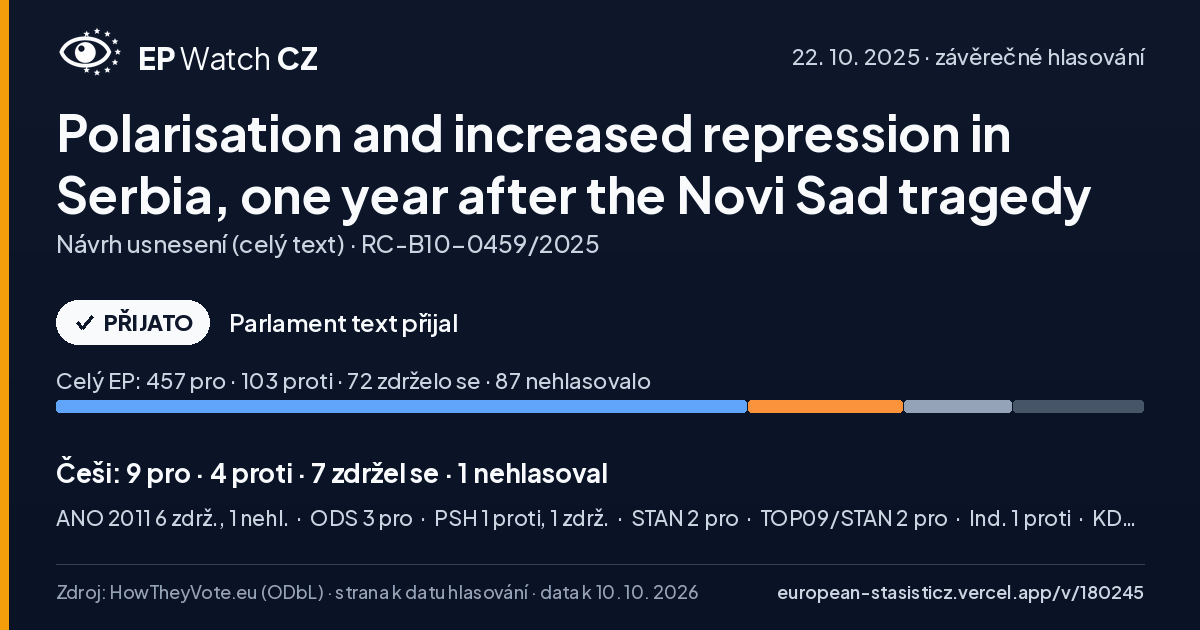 EP Watch CZ
22. 10. 2025 · závěrečné hlasování
Polarisation and increased repression in
Serbia, one year after the Novi Sad tragedy
Návrh usnesení (celý text) · RC-B10-0459/2025
✓ PŘIJATO
Parlament text přijal
Celý EP: 457 pro · 103 proti · 72 zdrželo se · 87 nehlasovalo
Češi: 9 pro · 4 proti · 7 zdržel se · 1 nehlasoval
ANO 2011 6 zdrž., 1 nehl. · ODS 3 pro · PSH 1 proti, 1 zdrž. · STAN 2 pro · TOP09/STAN 2 pro · Ind. 1 proti · KD…
Zdroj: HowTheyVote.eu (ODbL) · strana k datu hlasování · data k 10. 10. 2026
european-stasisticz.vercel.app/v/180245